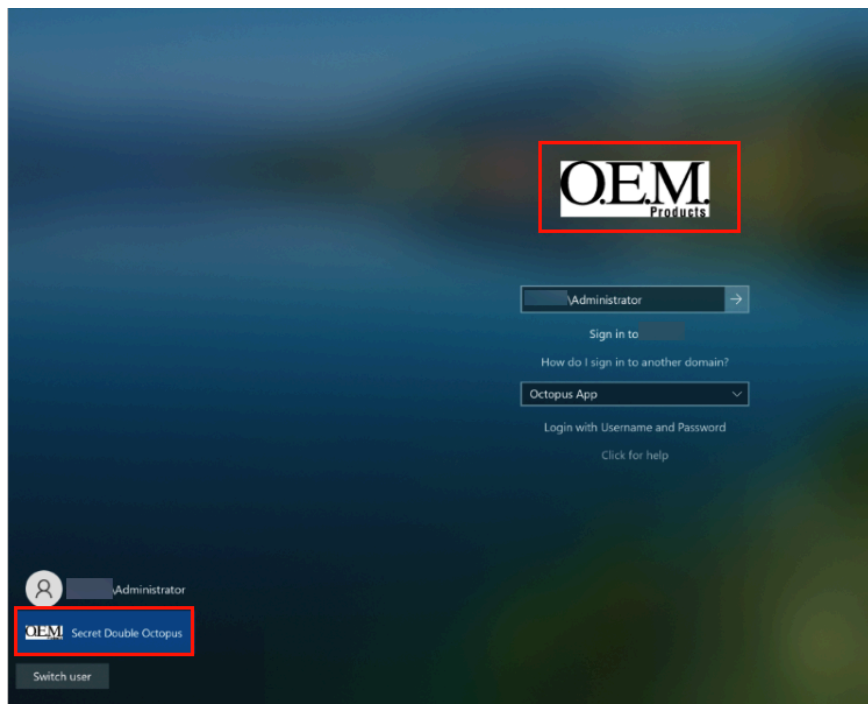 O.E.M.
Products
\Administrator
Sign in to
How do I sign in to another domain?
Octopus App
Login with Username and Password
Click for help
\Administrator
O.E.M. Secret Double Octopus
Switch user